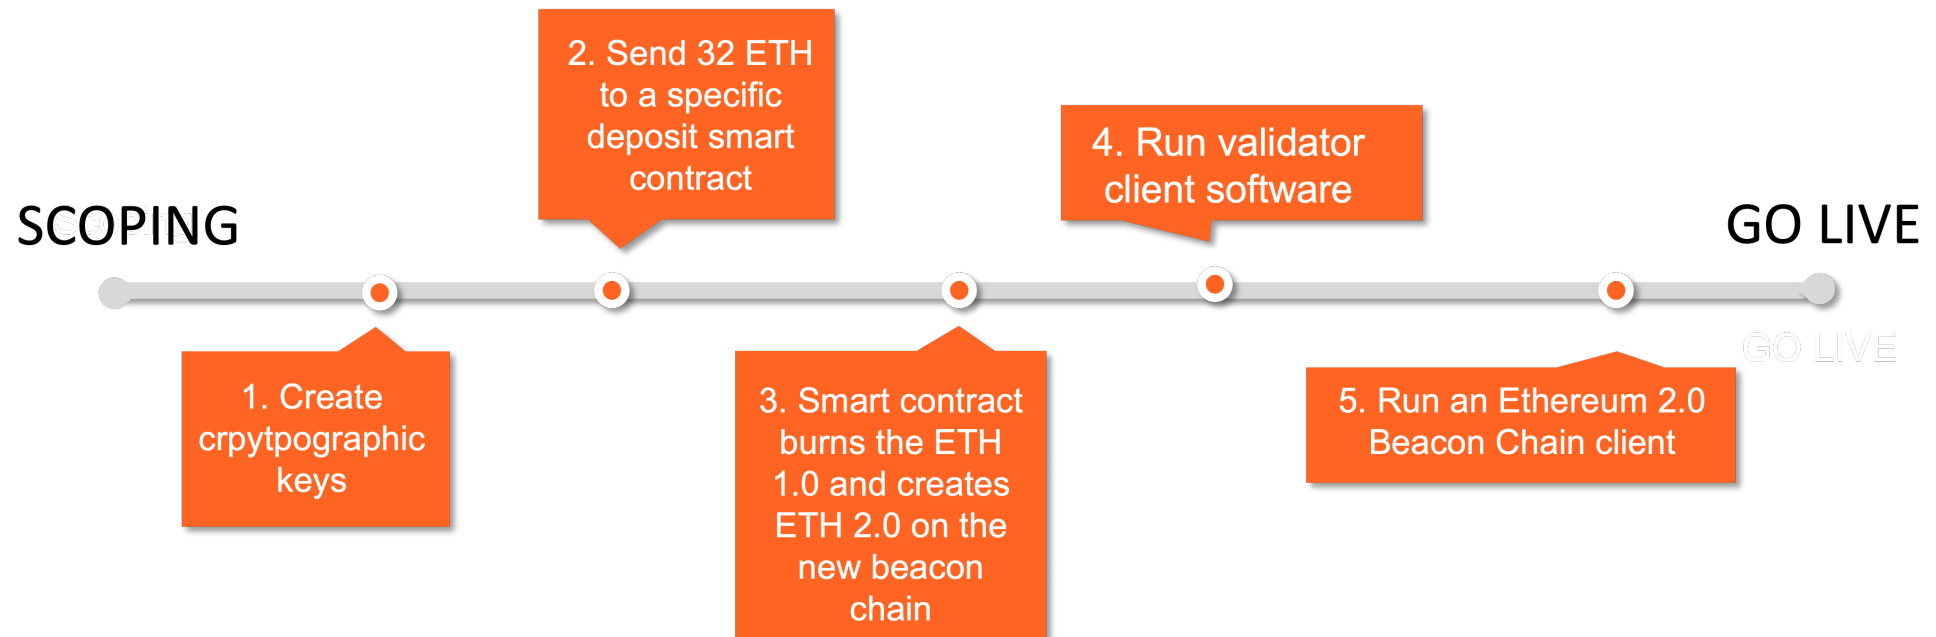 SCOPING
1. Create
crpytpographic
keys
2. Send 32 ETH
to a specific
deposit smart
contract
3. Smart contract
burns the ETH
1.0 and creates
ETH 2.0 on the
new beacon
chain
4. Run validator
client software
5. Run an Ethereum 2.0
Beacon Chain client
GO LIVE
GO LIVE